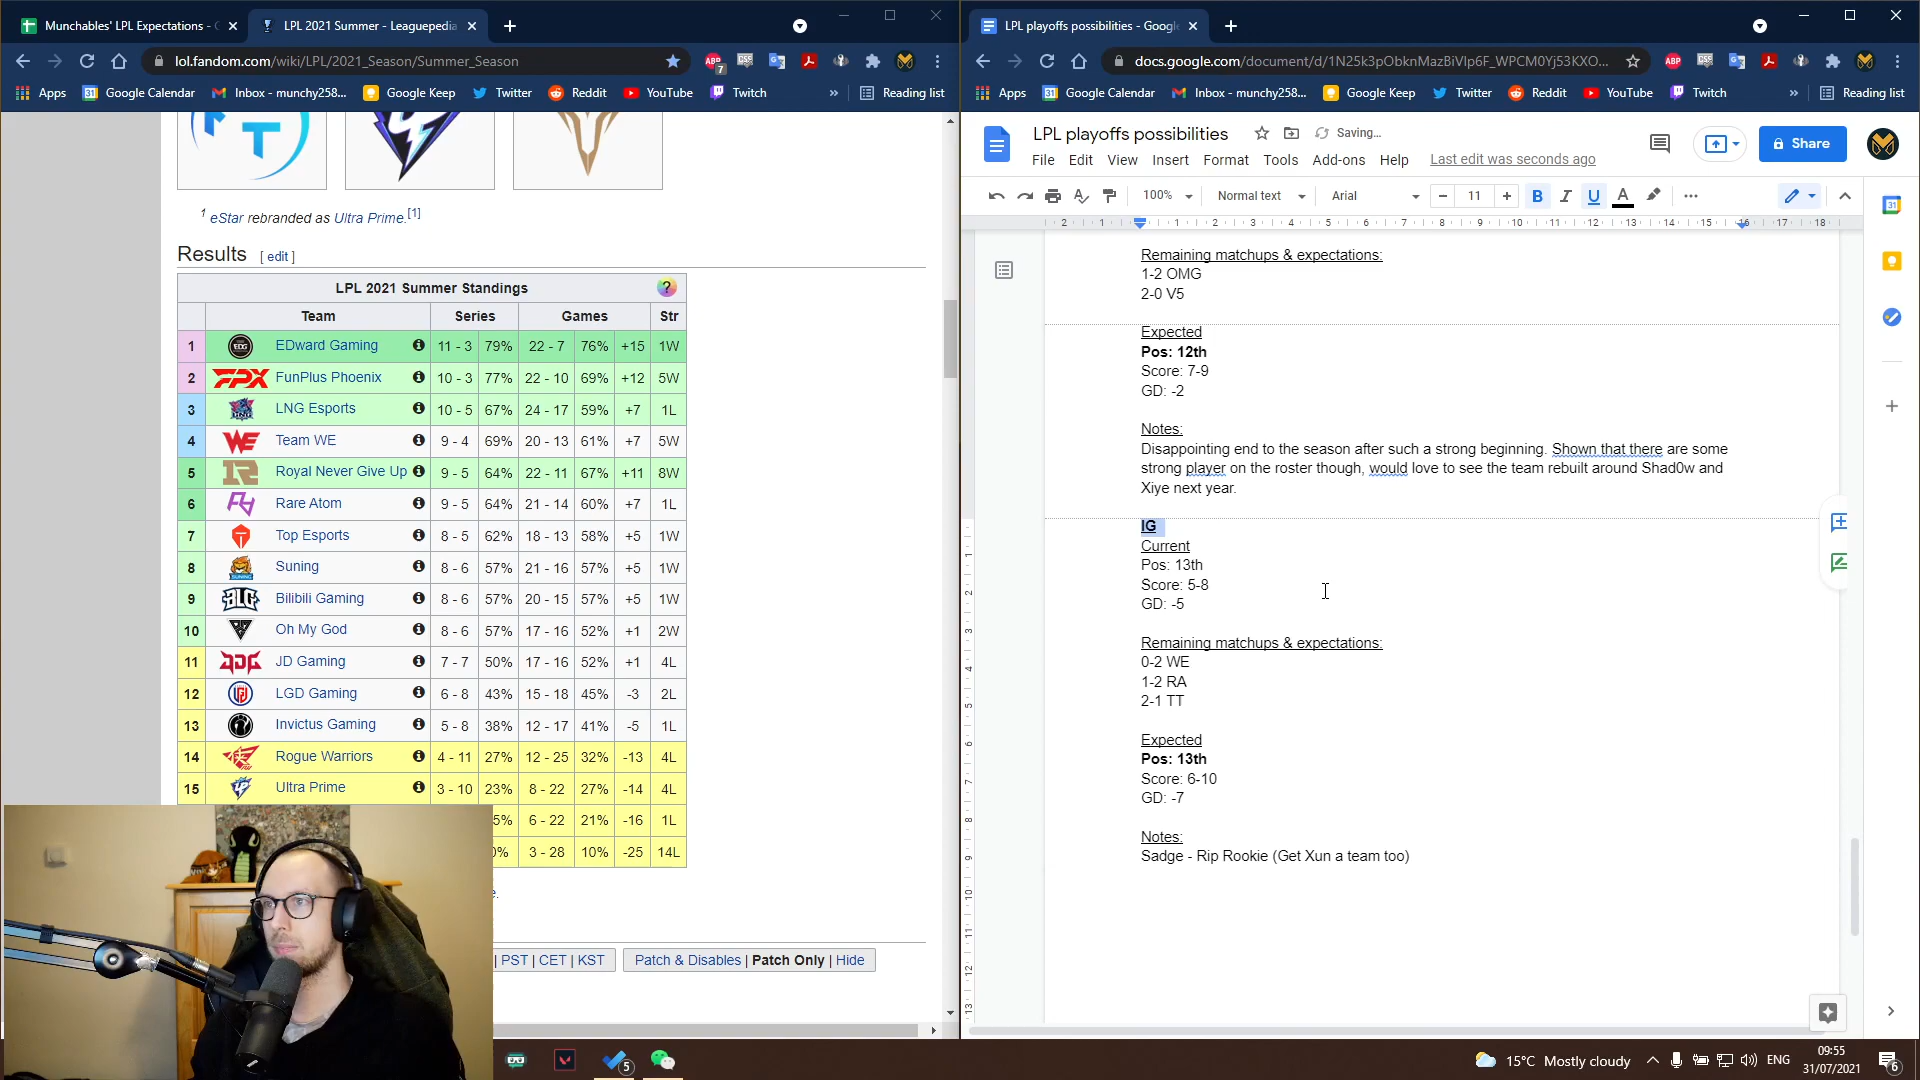 Munchables' LPL Expectations - G
LPL 2021 Summer - Leaguepedia
lol.fandom.com/wiki/LPL/2021_Season/Summer_Season
Apps
Google Calendar
Inbox - munchy258...
Google Keep
Twitter
Reddit
YouTube
Twitch
»
Reading list
1 eStar rebranded as Ultra Prime.[1]
Results [ edit ]
LPL 2021 Summer Standings
Team Series Games Str
1 EDward Gaming 11 - 3 79% 22 - 7 76% +15 1W
2 FunPlus Phoenix 10 - 3 77% 22 - 10 69% +12 5W
3 LNG Esports 10 - 5 67% 24 - 17 59% +7 1L
4 Team WE 9 - 4 69% 20 - 13 61% +7 5W
5 Royal Never Give Up 9 - 5 64% 22 - 11 67% +11 8W
6 Rare Atom 9 - 5 64% 21 - 14 60% +7 1L
7 Top Esports 8 - 5 62% 18 - 13 58% +5 1W
8 Suning 8 - 6 57% 21 - 16 57% +5 1W
9 Bilibili Gaming 8 - 6 57% 20 - 15 57% +5 1W
10 Oh My God 8 - 6 57% 17 - 16 52% +1 2W
11 JD Gaming 7 - 7 50% 17 - 16 52% +1 4L
12 LGD Gaming 6 - 8 43% 15 - 18 45% -3 2L
13 Invictus Gaming 5 - 8 38% 12 - 17 41% -5 1L
14 Rogue Warriors 4 - 11 27% 12 - 25 32% -13 4L
15 Ultra Prime 3 - 10 23% 8 - 22 27% -14 4L
5% 6 - 22 21% -16 1L
0% 3 - 28 10% -25 14L
| PST | CET | KST
Patch & Disables | Patch Only | Hide
LPL playoffs possibilities - Google
docs.google.com/document/d/1N25k3pObknMazBiVlp6F_WPCM0Yj53KXO...
Apps
Google Calendar
Inbox - munchy258...
Google Keep
Twitter
Reddit
YouTube
Twitch
»
Reading list
LPL playoffs possibilities
Saving...
File Edit View Insert Format Tools Add-ons Help Last edit was seconds ago
Share
100% Normal text Arial 11 B I U A
Remaining matchups & expectations:
1-2 OMG
2-0 V5
Expected
Pos: 12th
Score: 7-9
GD: -2
Notes:
Disappointing end to the season after such a strong beginning. Shown that there are some
strong player on the roster though, would love to see the team rebuilt around Shad0w and
Xiye next year.
IG
Current
Pos: 13th
Score: 5-8
GD: -5
Remaining matchups & expectations:
0-2 WE
1-2 RA
2-1 TT
Expected
Pos: 13th
Score: 6-10
GD: -7
Notes:
Sadge - Rip Rookie (Get Xun a team too)
15°C Mostly cloudy
ENG
09:55
31/07/2021